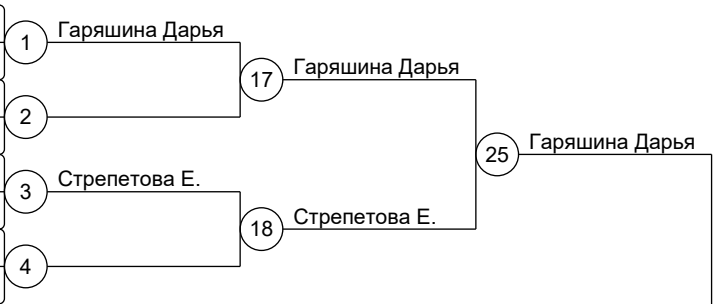 1 Гаряшина Дарья
17 Гаряшина Дарья
2
25 Гаряшина Дарья
3 Стрепетова Е.
18 Стрепетова Е.
4